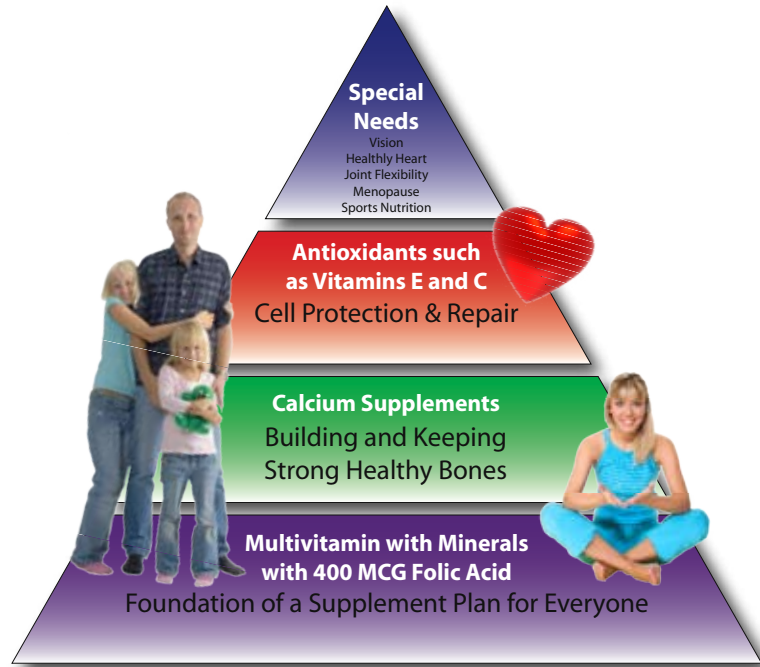 Special
Needs
Vision
Healthly Heart
Joint Flexibility
Menopause
Sports Nutrition
Antioxidants such
as Vitamins E and C
Cell Protection & Repair
Calcium Supplements
Building and Keeping
Strong Healthy Bones
Multivitamin with Minerals
with 400 MCG Folic Acid
Foundation of a Supplement Plan for Everyone